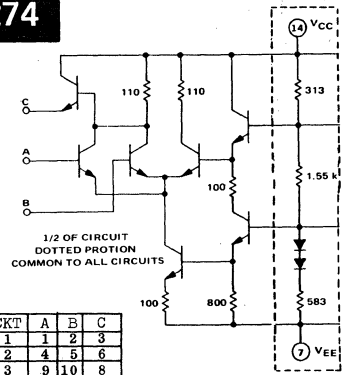 274
14 VCC
C
110
110
313
A
100
1.55 k
B
1/2 OF CIRCUIT
DOTTED PROTION
COMMON TO ALL CIRCUITS
100
800
583
CKT A B C
1 1 2 3
2 4 5 6
3 9 10 8
7 VEE